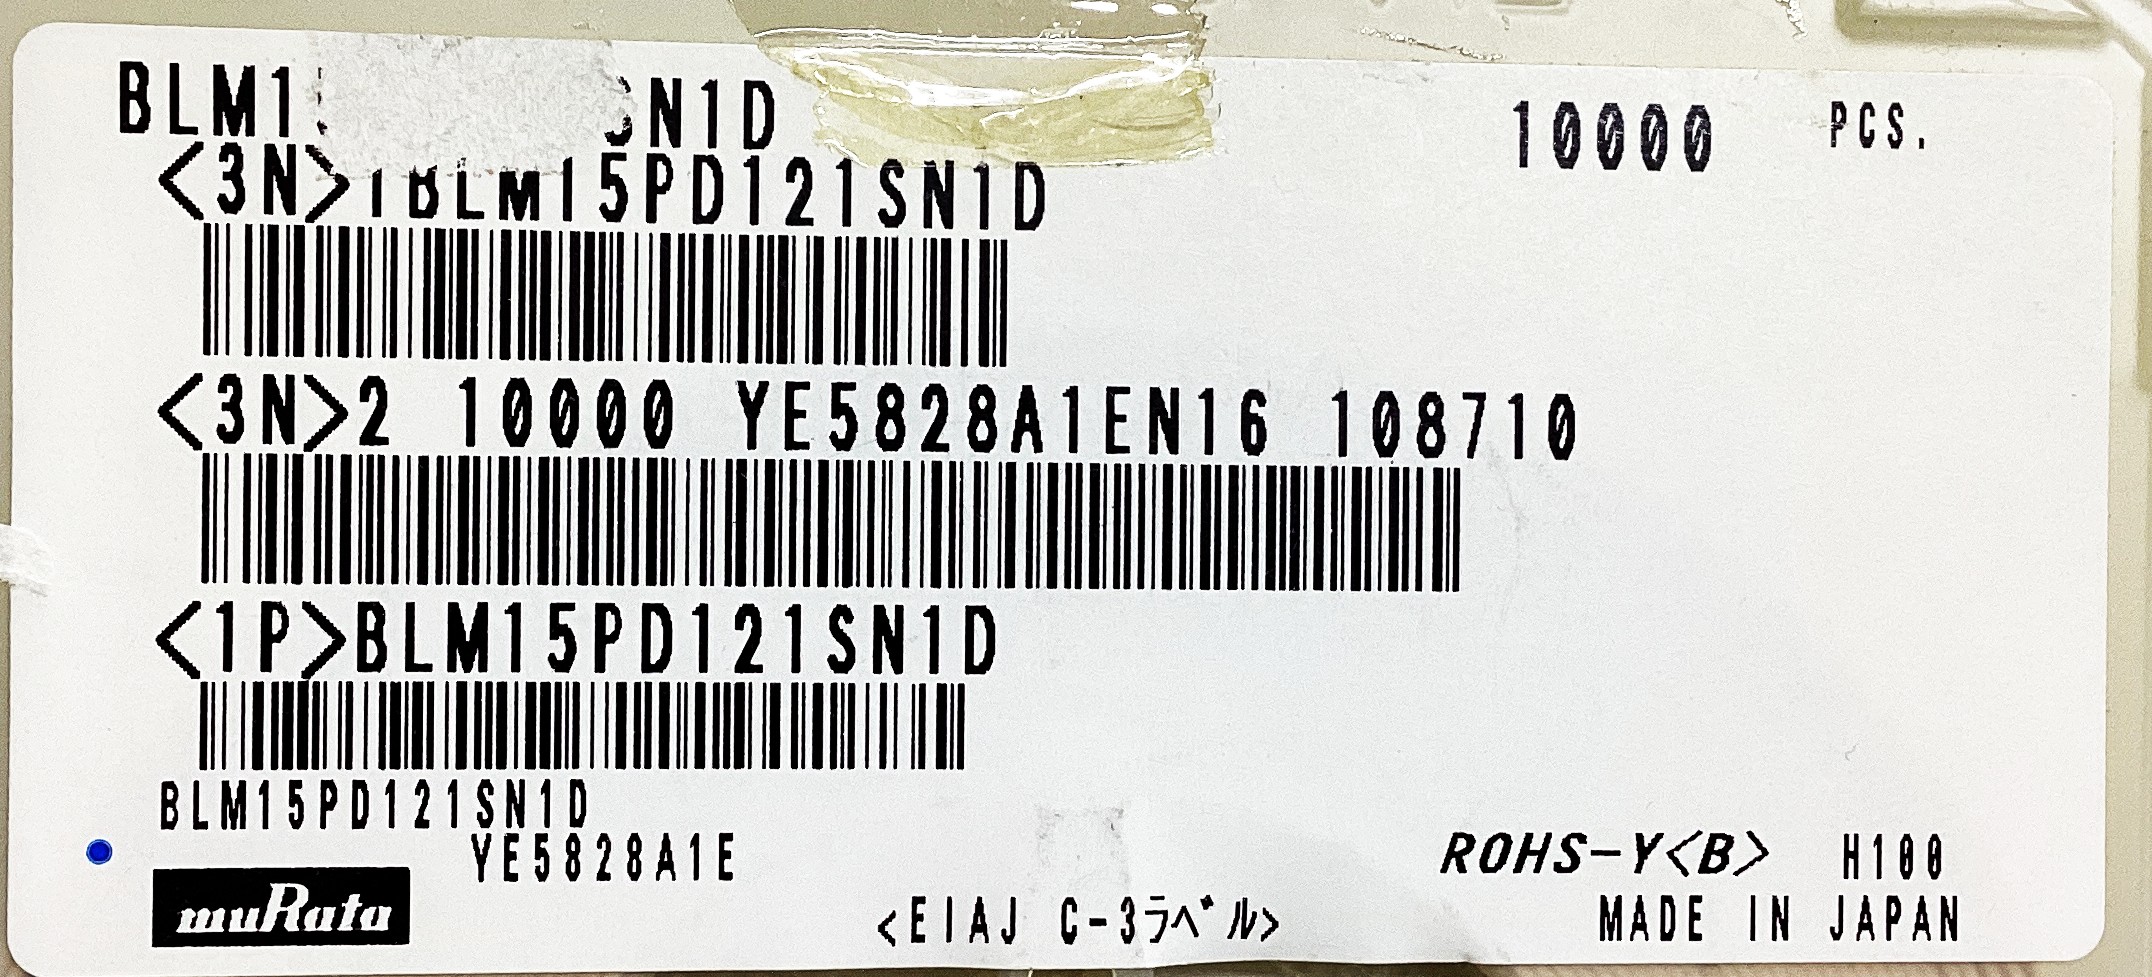 BLM1 SN1D 10000 PCS.
<3N>1BLM15PD121SN1D
<3N>2 10000 YE5828A1EN16 108710
<1P>BLM15PD121SN1D
BLM15PD121SN1D
YE5828A1E
ROHS-Y<B> H100
muRata
<EIAJ C-3ラベル>
MADE IN JAPAN